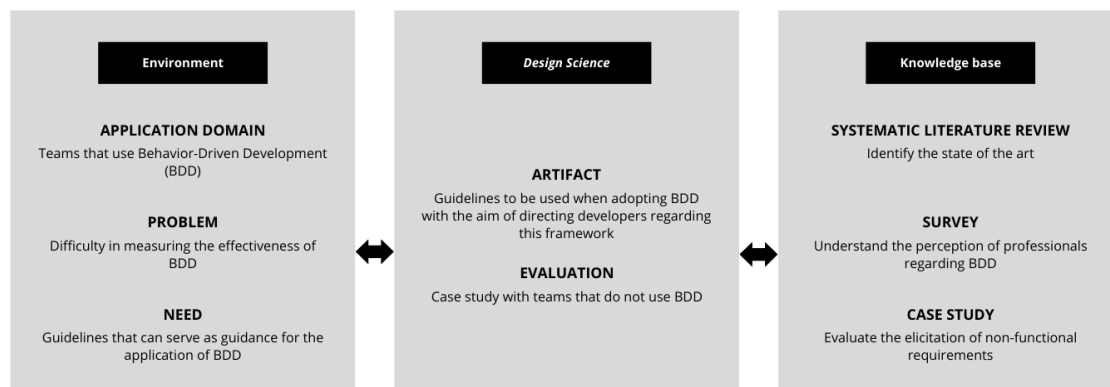 Environment
APPLICATION DOMAIN
Teams that use Behavior-Driven Development
(BDD)
PROBLEM
Difficulty in measuring the effectiveness of
BDD
NEED
Guidelines that can serve as guidance for the
application of BDD
Design Science
ARTIFACT
Guidelines to be used when adopting BDD
with the aim of directing developers regarding
this framework
EVALUATION
Case study with teams that do not use BDD
Knowledge base
SYSTEMATIC LITERATURE REVIEW
Identify the state of the art
SURVEY
Understand the perception of professionals
regarding BDD
CASE STUDY
Evaluate the elicitation of non-functional
requirements